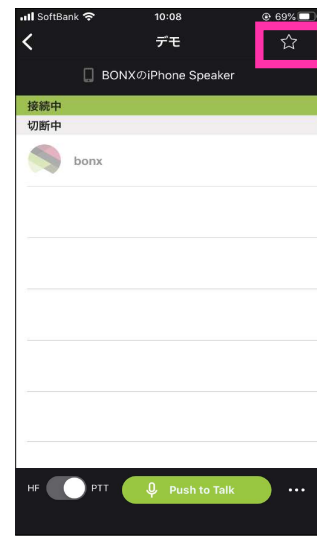 SoftBank 10:08 69%
デモ
BONXのiPhone Speaker
接続中
切断中
bonx
HF PTT Push to Talk